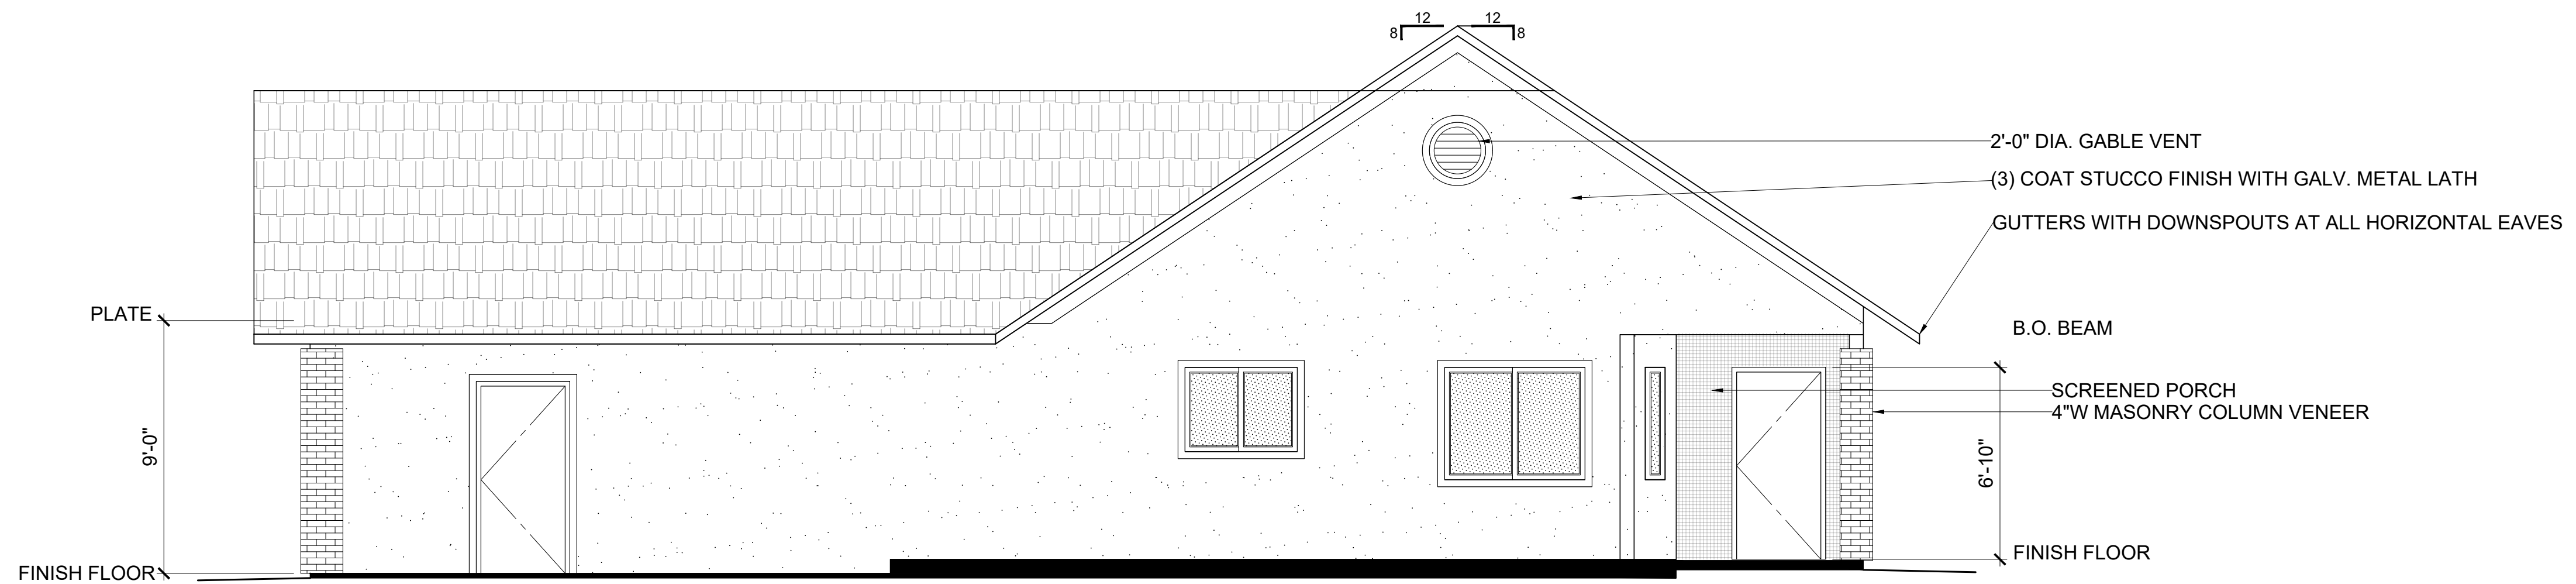 12 12
8 8
2'-0" DIA. GABLE VENT
(3) COAT STUCCO FINISH WITH GALV. METAL LATH
GUTTERS WITH DOWNSPOUTS AT ALL HORIZONTAL EAVES
PLATE
B.O. BEAM
SCREENED PORCH
4"W MASONRY COLUMN VENEER
9'-0"
6'-10"
FINISH FLOOR
FINISH FLOOR